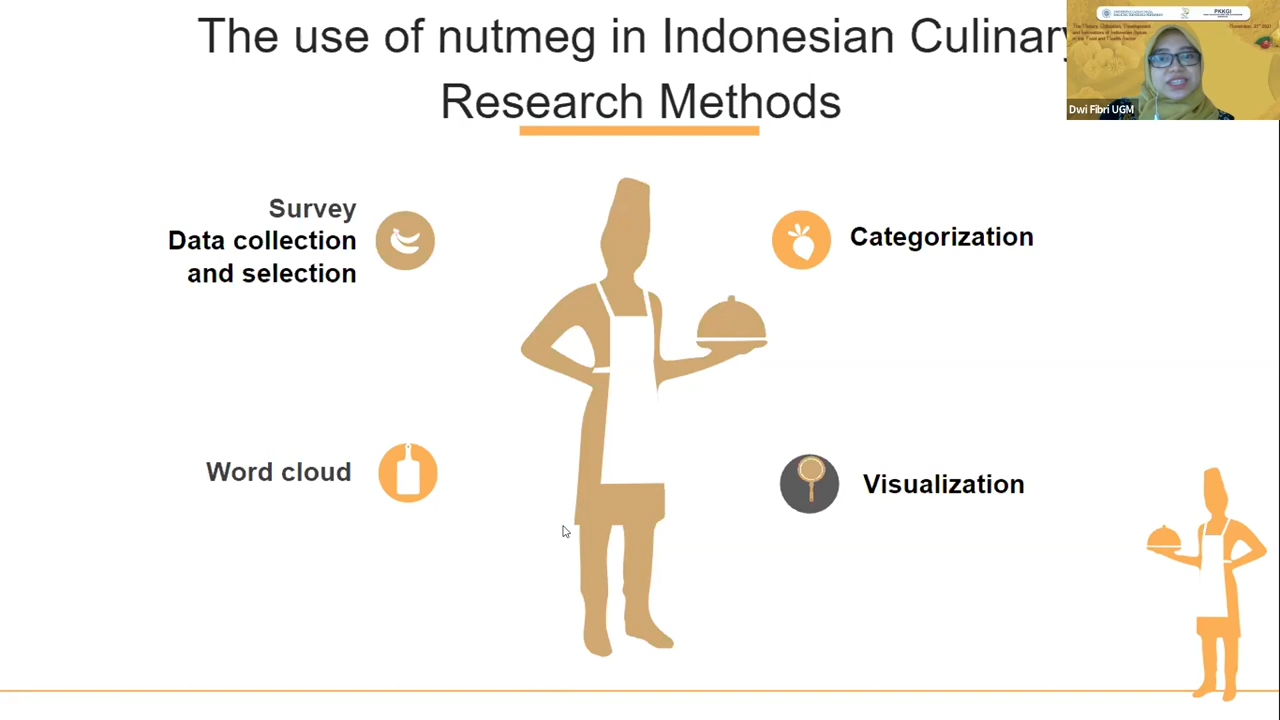 The use of nutmeg in Indonesian Culinary
Research Methods
PKKGI
Dwi Fibri UGM
Survey
Data collection
and selection
Categorization
Word cloud
Visualization